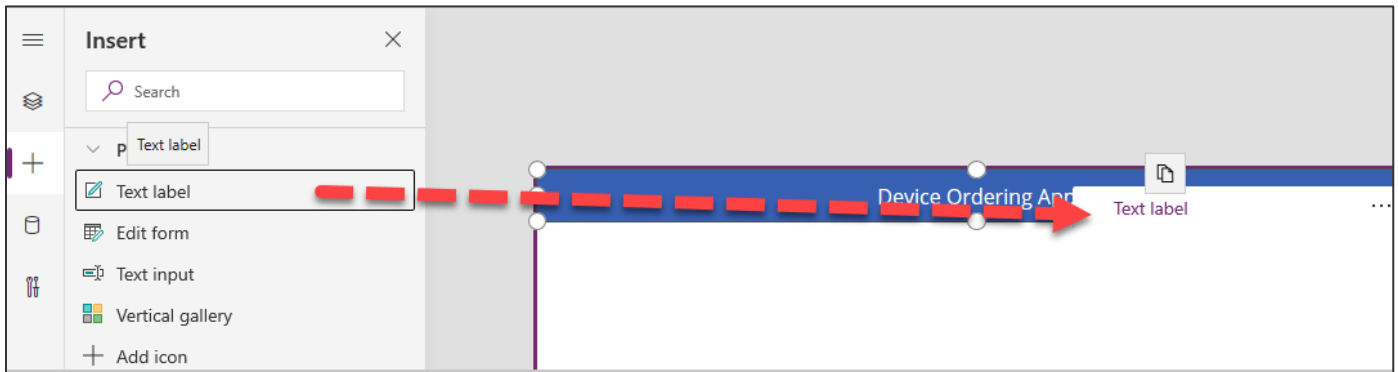 Insert
Search
P
Text label
Text label
Edit form
Text input
Vertical gallery
Add icon
Device Ordering App
Text label